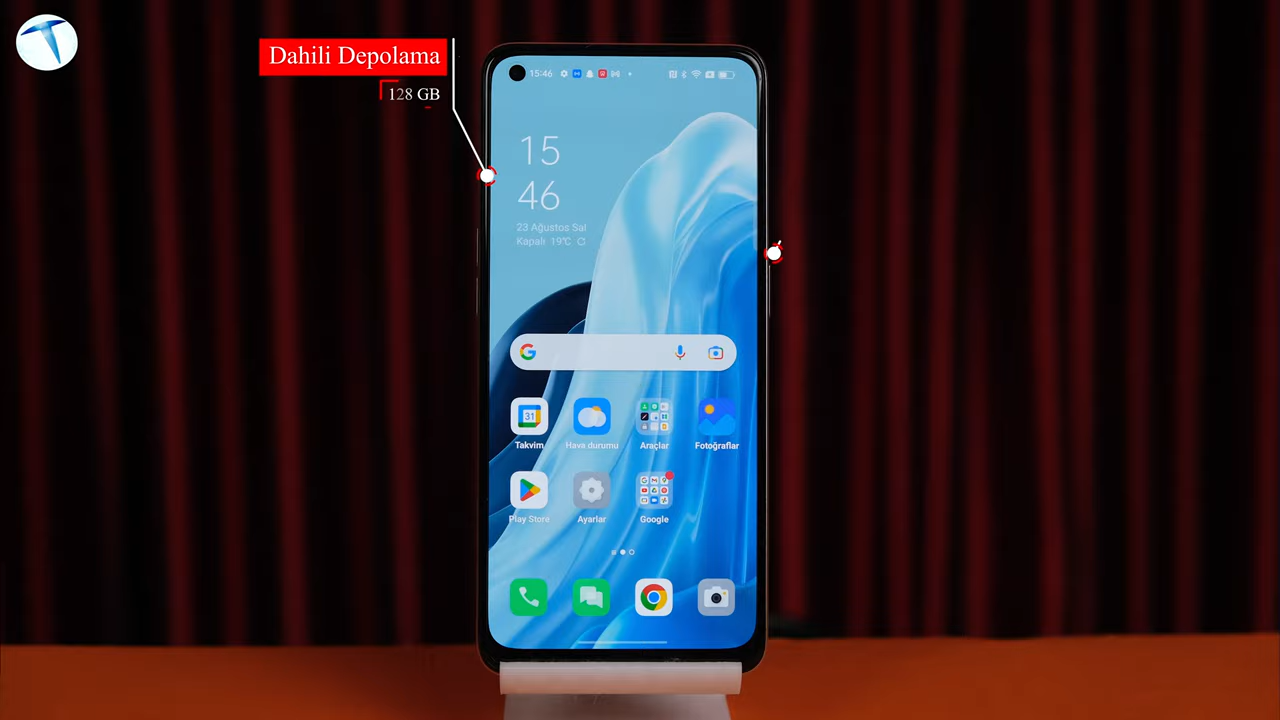 Dahili Depolama
128 GB
15:46
15
46
23 Ağustos Sal
Kapalı 19°C
31
Takvim
Hava durumu
Araçlar
Fotoğraflar
Play Store
Ayarlar
Google